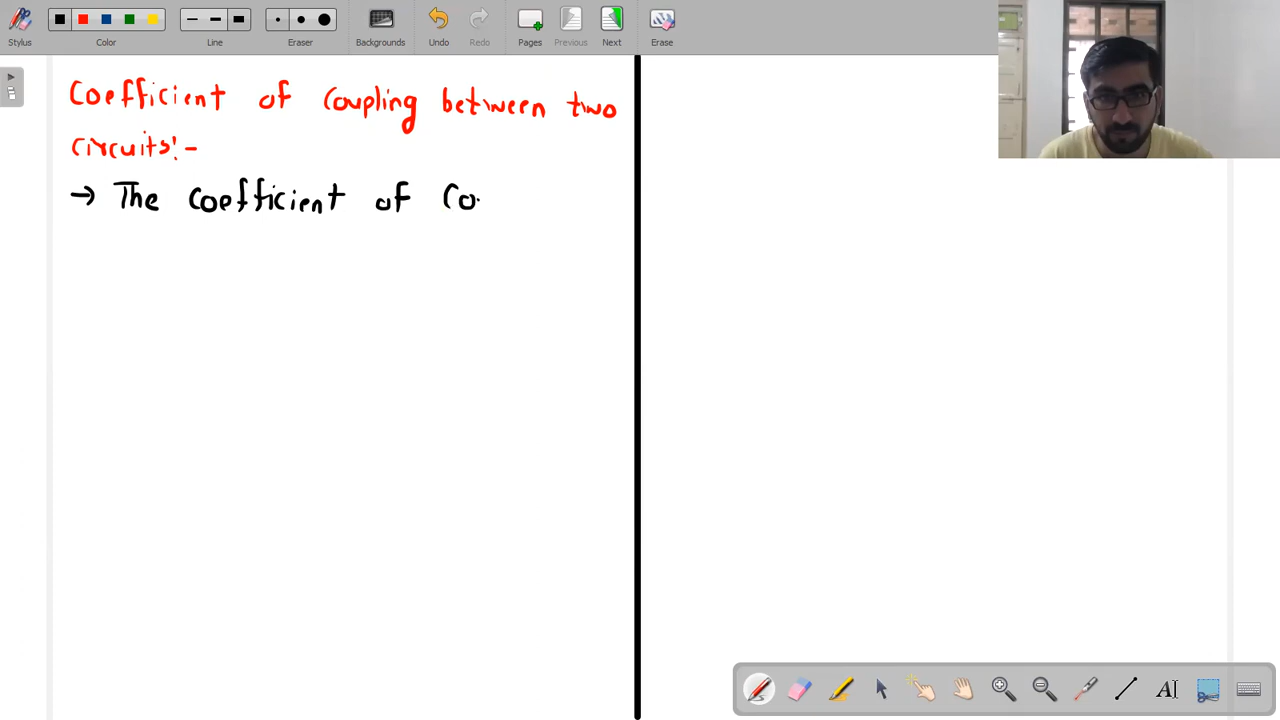 Stylus
Color
Line
Eraser
Backgrounds
Undo
Redo
Pages
Previous
Next
Erase
Coefficient of coupling between two
circuits:-
→ The coefficient of Co
AI